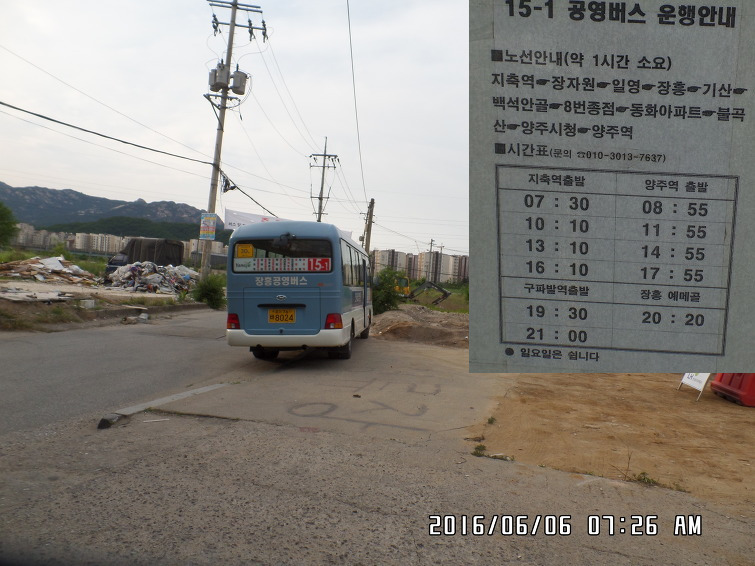 15-1 공영버스 운행안내
■노선안내(약 1시간 소요)
지축역☛장자원☛일영☛장흥☛기산☛
백석안골☛8번종점☛동화아파트☛불곡
산☛양주시청☛양주역
■시간표(문의 ☎010-3013-7637)
지축역출발 양주역 출발
07 : 30 08 : 55
10 : 10 11 : 55
13 : 10 14 : 55
16 : 10 17 : 55
구파발역출발 장흥 예메골
19 : 30 20 : 20
21 : 00
● 일요일은 쉽니다
15-1
장흥공영버스
8024
2016/06/06 07:26 AM